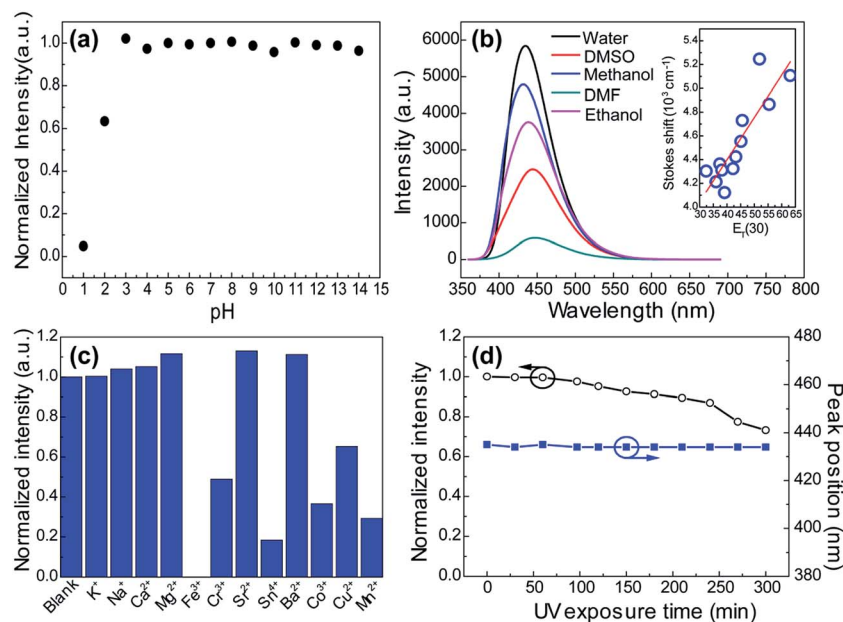 (a)
Normalized Intensity(a.u.)
1.0
0.8
0.6
0.4
0.2
0.0
0 1 2 3 4 5 6 7 8 9 10 11 12 13 14 15
pH
(b)
Intensity (a.u.)
6000
5000
4000
3000
2000
1000
0
Water
DMSO
Methanol
DMF
Ethanol
360 400 450 500 550 600 650 700 750 800
Wavelength (nm)
Stokes shift (10³ cm⁻¹)
5.4
5.2
5.0
4.8
4.6
4.4
4.2
4.0
30 35 40 45 50 55 60 65
E_T(30)
(c)
Normalized intensity (a.u.)
1.2
1.0
0.8
0.6
0.4
0.2
0.0
Blank K⁺ Na⁺ Ca²⁺ Mg²⁺ Fe³⁺ Cr³⁺ Sr²⁺ Sn⁴⁺ Ba²⁺ Co³⁺ Cu²⁺ Mn²⁺
(d)
Normalized intensity
1.2
1.0
0.8
0.6
0.4
0.2
0.0
480
460
440
420
400
380
Peak position (nm)
0 50 100 150 200 250 300
UV exposure time (min)